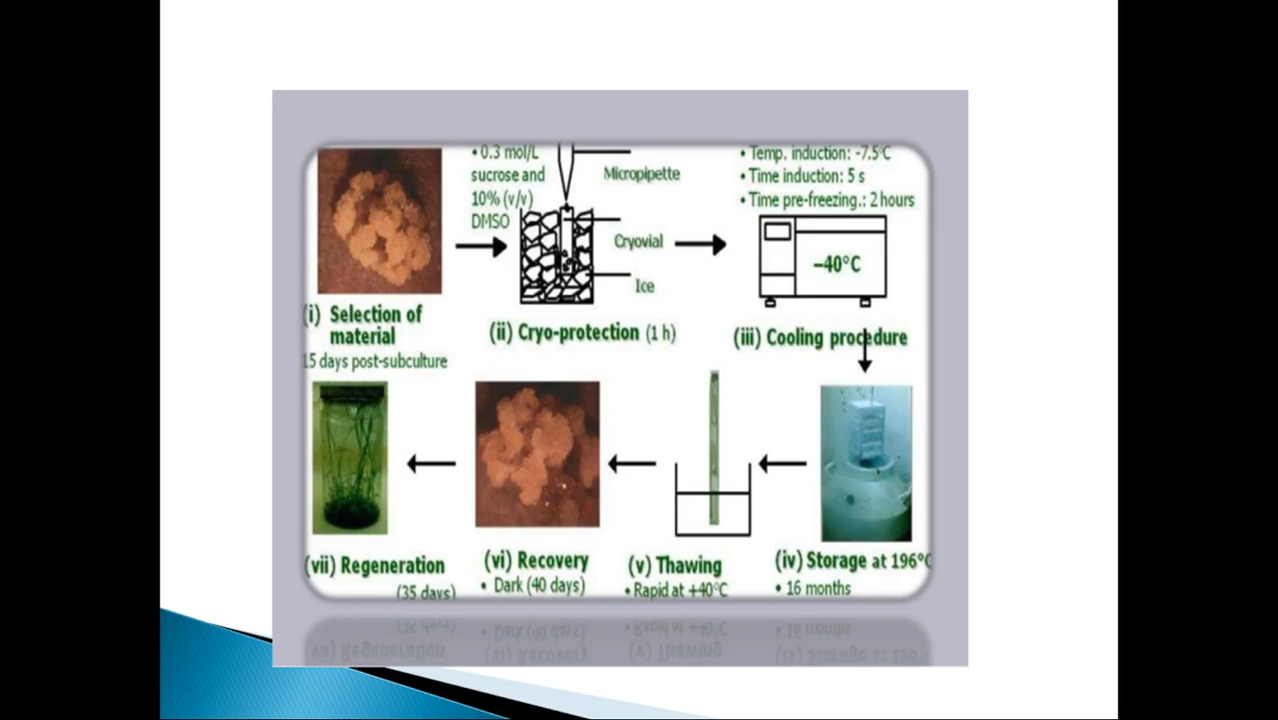 • 0.3 mol/L
sucrose and
10% (v/v)
DMSO
Micropipette
Cryovial
Ice
• Temp. induction: -7.5°C
• Time induction: 5 s
• Time pre-freezing.: 2 hours
–40°C
(i) Selection of
material
15 days post-subculture
(ii) Cryo-protection (1 h)
(iii) Cooling procedure
(iv) Storage at 196°C
• 16 months
(v) Thawing
• Rapid at +40°C
(vi) Recovery
• Dark (40 days)
(vii) Regeneration
(35 days)